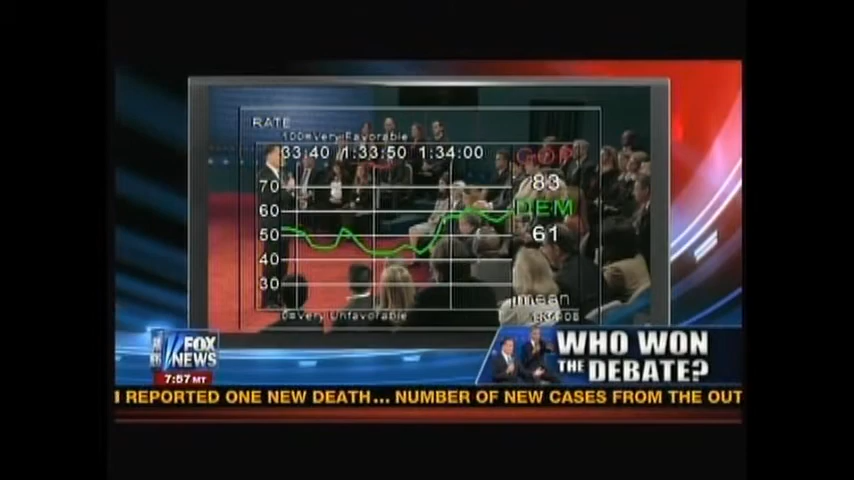 RATE
100=Very Favorable
33:40 /1:33:50 1:34:00
GOP
70
83
60
DEM
50
61
40
30
mean
0=Very Unfavorable
FOX
NEWS
7:57 MT
WHO WON
THE DEBATE?
I REPORTED ONE NEW DEATH... NUMBER OF NEW CASES FROM THE OUT